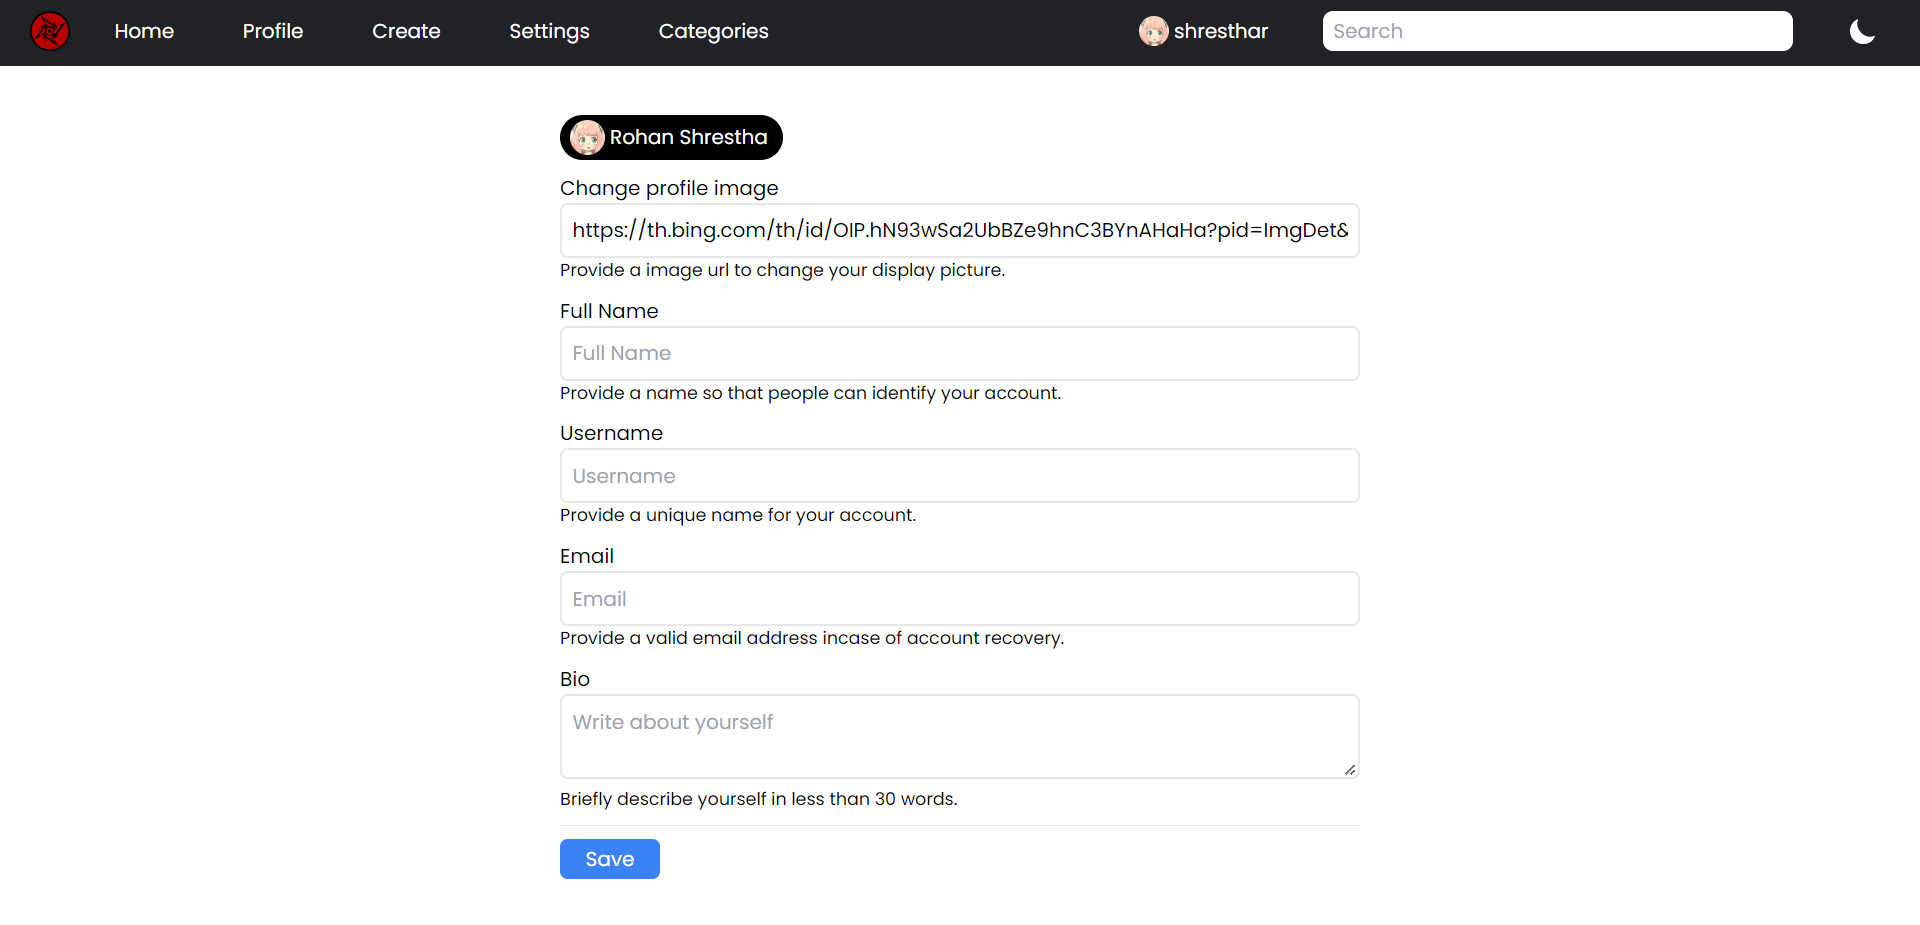 Home Profile Create Settings Categories shresthar Search
Rohan Shrestha
Change profile image
https://th.bing.com/th/id/OIP.hN93wSa2UbBZe9hnC3BYnAHaHa?pid=ImgDet&
Provide a image url to change your display picture.
Full Name
Full Name
Provide a name so that people can identify your account.
Username
Username
Provide a unique name for your account.
Email
Email
Provide a valid email address incase of account recovery.
Bio
Write about yourself
Briefly describe yourself in less than 30 words.
Save